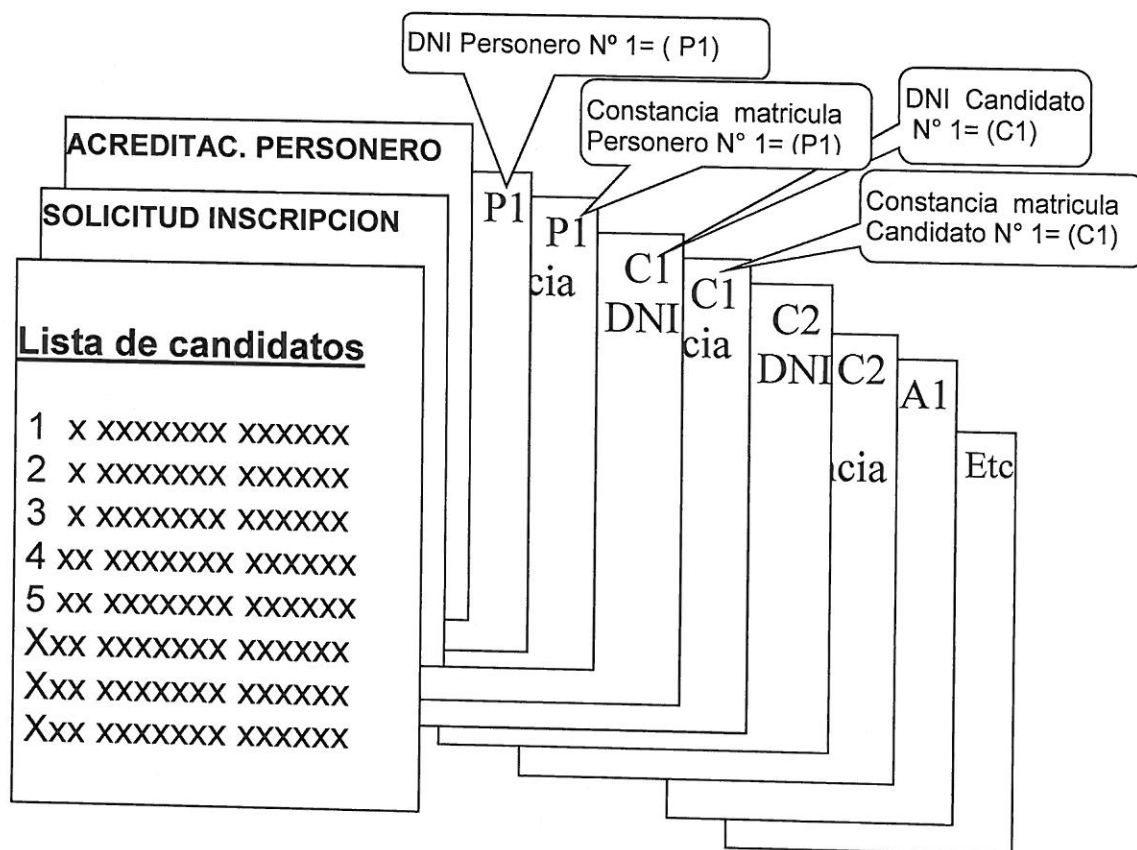 DNI Personero Nº 1= ( P1)
Constancia matricula
Personero N° 1= (P1)
DNI Candidato
N° 1= (C1)
Constancia matricula
Candidato N° 1= (C1)
ACREDITAC. PERSONERO
SOLICITUD INSCRIPCION
Lista de candidatos
1 x xxxxxxx xxxxxx
2 x xxxxxxx xxxxxx
3 x xxxxxxx xxxxxx
4 xx xxxxxxx xxxxxx
5 xx xxxxxxx xxxxxx
Xxx xxxxxxx xxxxxx
Xxx xxxxxxx xxxxxx
Xxx xxxxxxx xxxxxx
P1
P1
cia
C1
DNI
C1
cia
C2
DNI
C2
ncia
A1
Etc